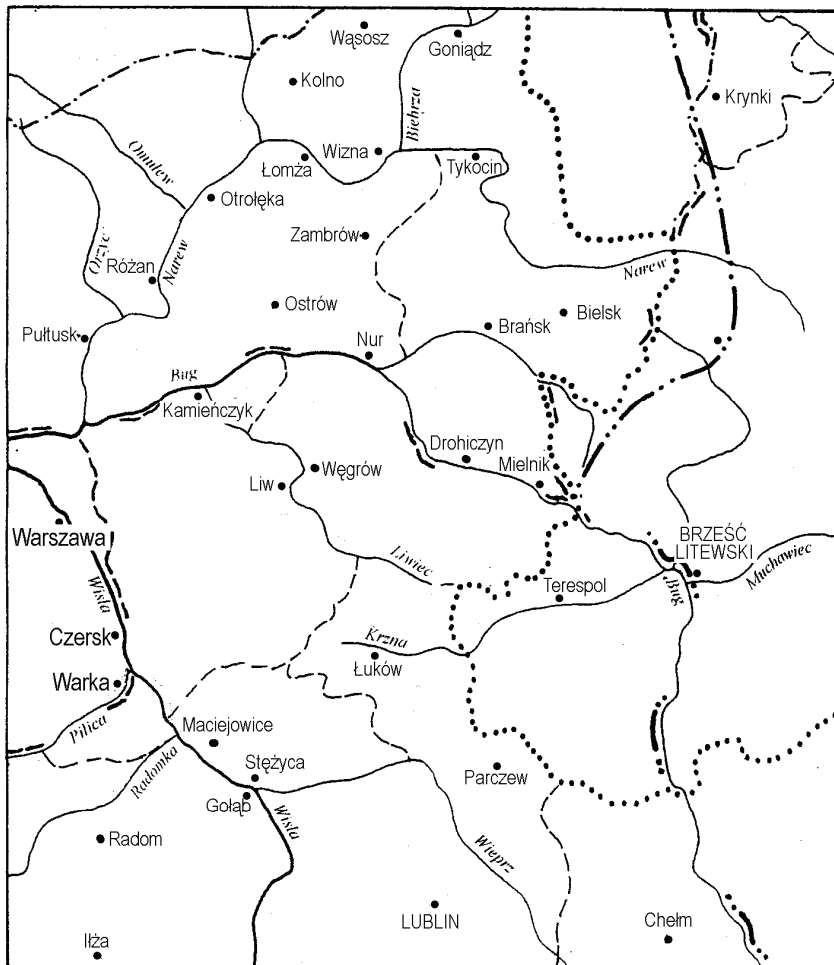 Wąsosz
Goniądz
Kolno
Krynki
Biebrza
Omulew
Wizna
Łomża
Tykocin
Otrołęka
Zambrów
Orzyc
Różan
Narew
Narew
Ostrów
Bielsk
Brańsk
Pułtusk
Nur
Bug
Kamieńczyk
Drohiczyn
Mielnik
Węgrów
Liw
Warszawa
BRZEŚĆ
LITEWSKI
Liwiec
Muchawiec
Terespol
Bug
Wisła
Czersk
Krzna
Łuków
Warka
Pilica
Maciejowice
Radomka
Stężyca
Parczew
Gołąb
Wisła
Radom
Wieprz
LUBLIN
Chełm
Iłża